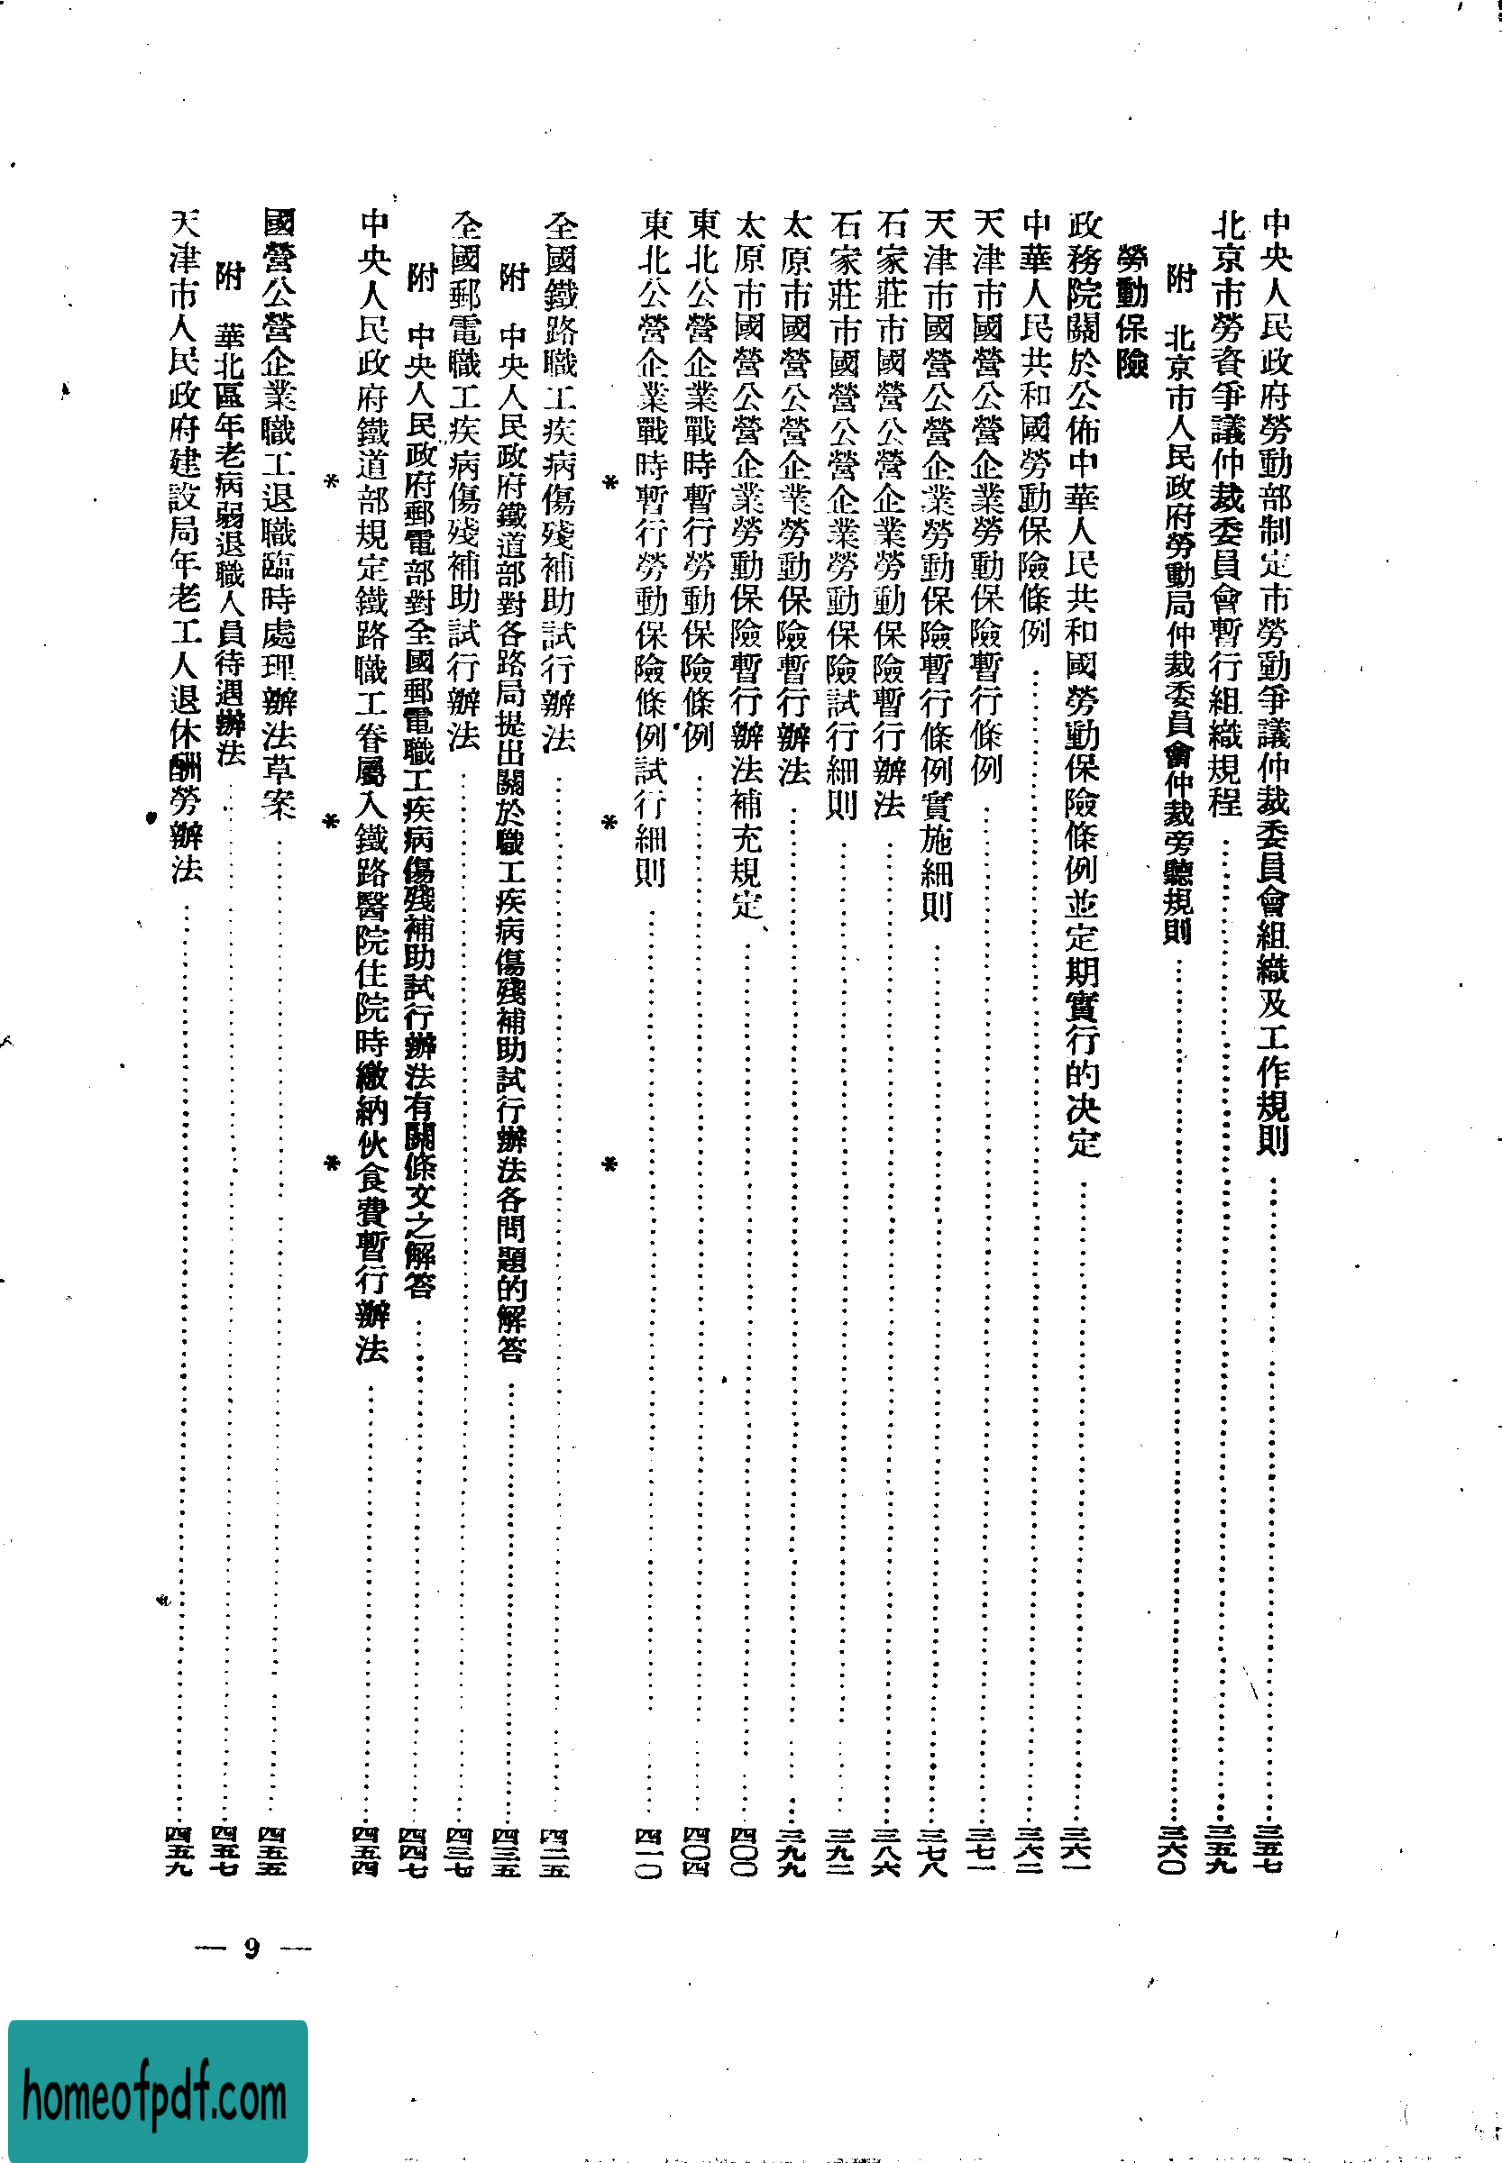 中央人民政府勞動部制定市勞動爭議仲裁委員會組織及工作規則……三五七
北京市勞資爭議仲裁委員會暫行組織規程……三五九
附 北京市人民政府勞動局仲裁委員會仲裁旁聽規則……三六〇
勞動保險
政務院關於公佈中華人民共和國勞動保險條例並定期實行的决定……三六一
中華人民共和國勞動保險條例……三六二
天津市國營公營企業勞動保險暫行條例……三七一
天津市國營公營企業勞動保險暫行條例實施細則……三七八
石家莊市國營公營企業勞動保險暫行辦法……三八六
石家莊市國營公營企業勞動保險試行細則……三九二
太原市國營公營企業勞動保險暫行辦法……三九九
太原市國營公營企業勞動保險暫行辦法補充規定……四〇〇
東北公營企業戰時暫行勞動保險條例……四〇四
東北公營企業戰時暫行勞動保險條例試行細則……四一〇
* * *
全國鐵路職工疾病傷殘補助試行辦法……四二五
附 中央人民政府鐵道部對各路局提出關於職工疾病傷殘補助試行辦法各問題的解答……四三五
全國郵電職工疾病傷殘補助試行辦法……四三七
附 中央人民政府郵電部對全國郵電職工疾病傷殘補助試行辦法有關條文之解答……四四七
中央人民政府鐵道部規定鐵路職工眷屬入鐵路醫院住院時繳納伙食費暫行辦法……四五四
* * *
國營公營企業職工退職臨時處理辦法草案……四五五
附 華北區年老病弱退職人員待遇辦法……四五七
天津市人民政府建設局年老工人退休酬勞辦法……四五九
— 9 —
homeofpdf.com